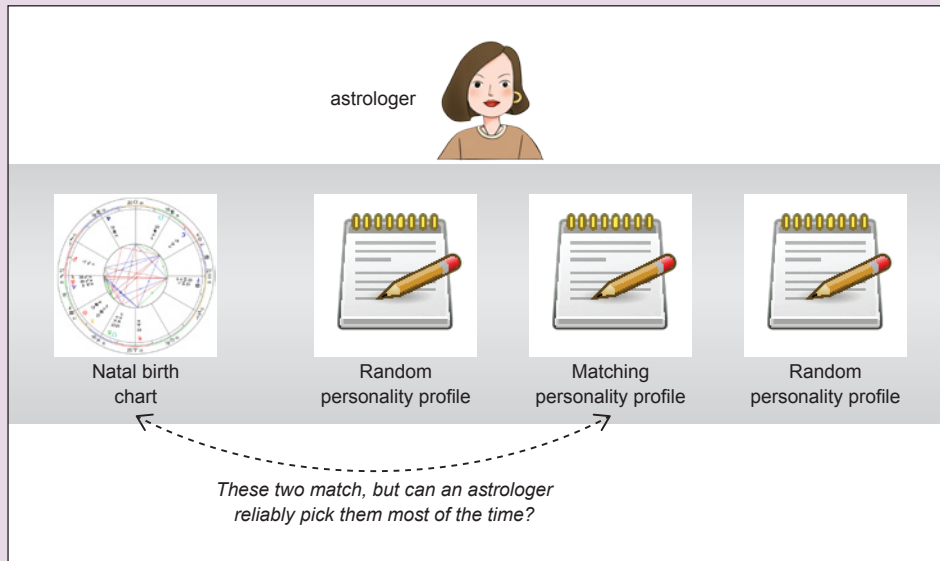 astrologer
Natal birth
chart
Random
personality profile
Matching
personality profile
Random
personality profile
These two match, but can an astrologer
reliably pick them most of the time?